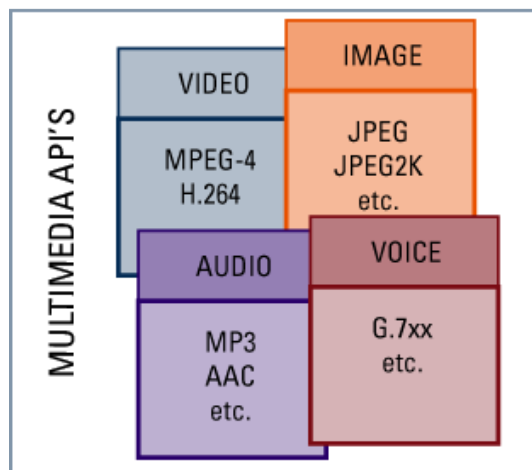 MULTIMEDIA API'S
VIDEO
MPEG-4
H.264
IMAGE
JPEG
JPEG2K
etc.
AUDIO
MP3
AAC
etc.
VOICE
G.7xx
etc.